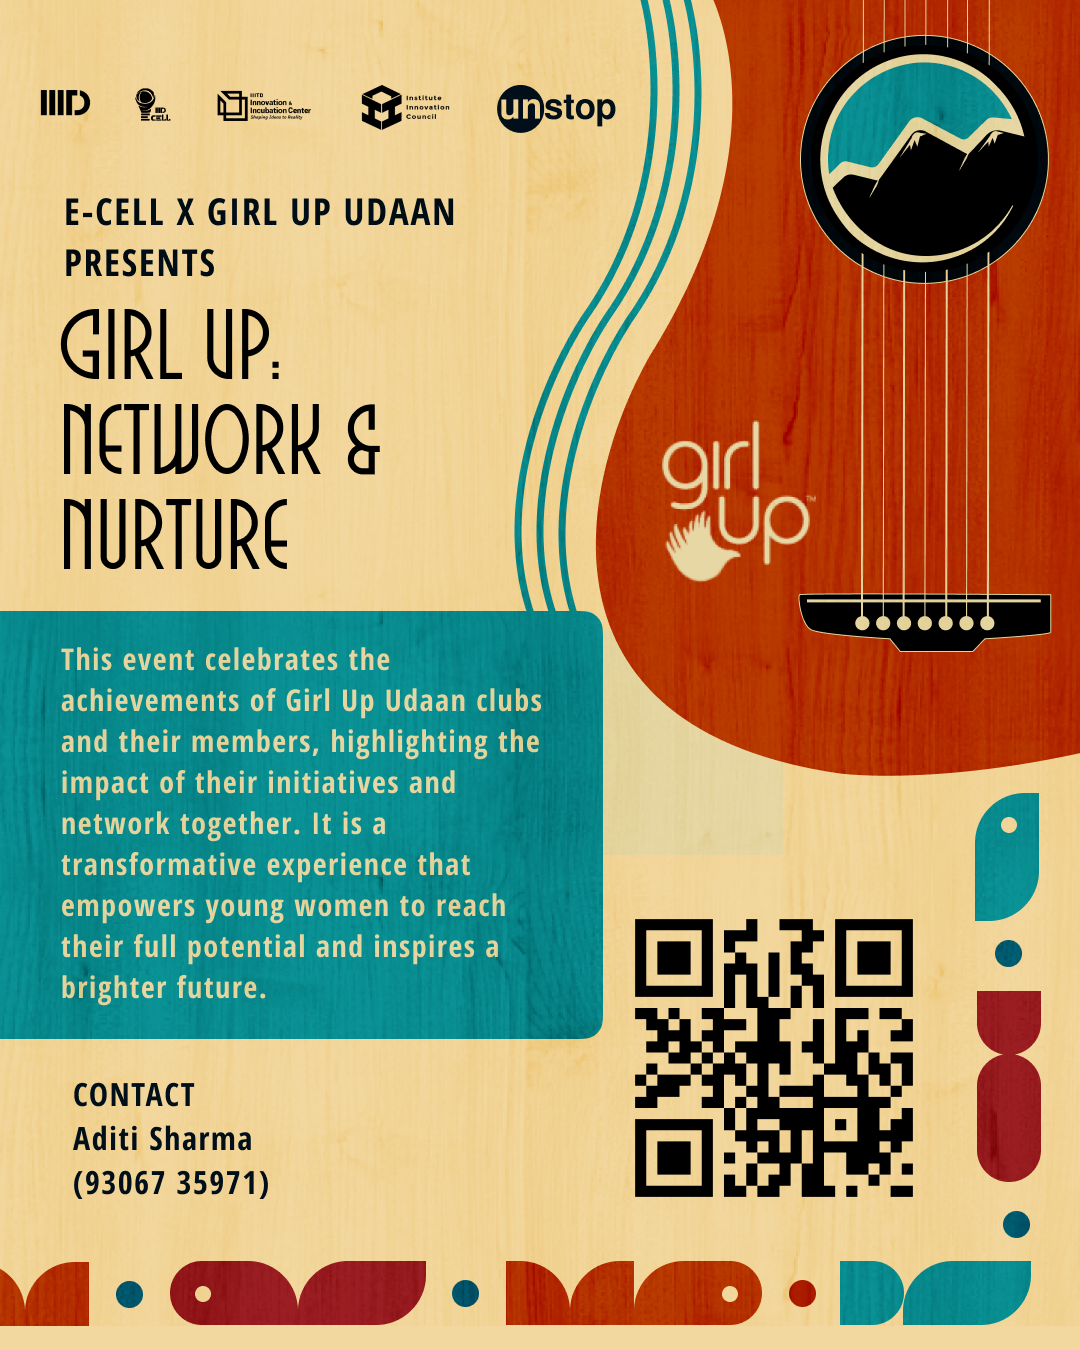 IIITD
IIID
CELL
IIITD
Innovation &
Incubation Center
Shaping Ideas to Reality
Institute
Innovation
Council
unstop
E-CELL X GIRL UP UDAAN
PRESENTS
GIRL UP:
NETWORK &
NURTURE
girl
up™
This event celebrates the
achievements of Girl Up Udaan clubs
and their members, highlighting the
impact of their initiatives and
network together. It is a
transformative experience that
empowers young women to reach
their full potential and inspires a
brighter future.
CONTACT
Aditi Sharma
(93067 35971)